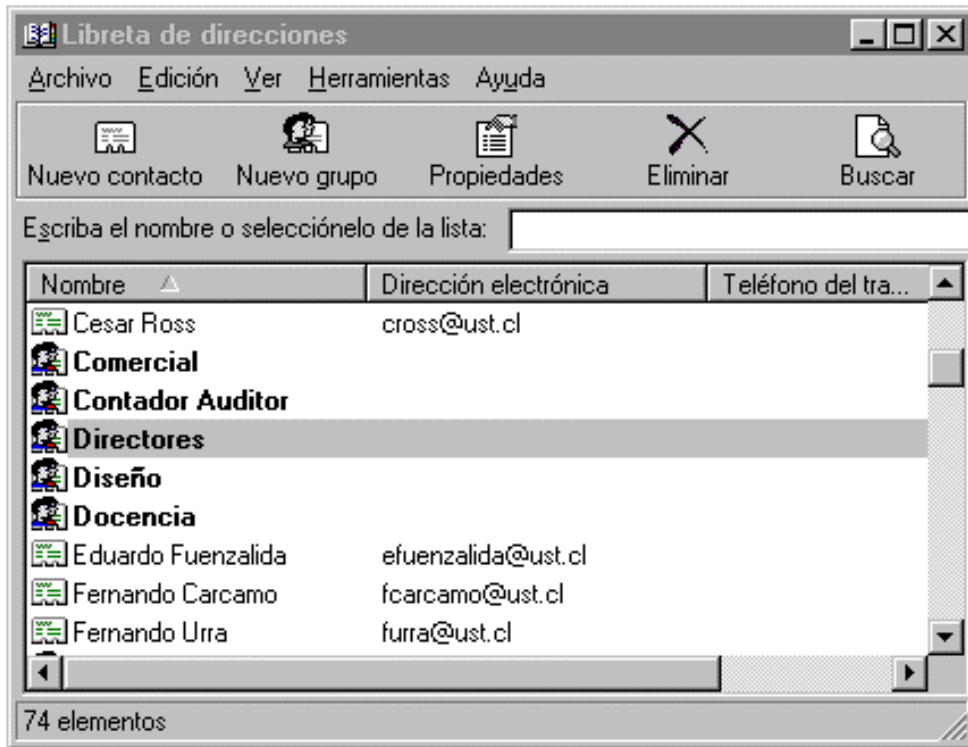 Libreta de direcciones
Archivo Edición Ver Herramientas Ayuda
Nuevo contacto Nuevo grupo Propiedades Eliminar Buscar
Escriba el nombre o selecciónelo de la lista:
Nombre Dirección electrónica Teléfono del tra...
Cesar Ross cross@ust.cl
Comercial
Contador Auditor
Directores
Diseño
Docencia
Eduardo Fuenzalida efuenzalida@ust.cl
Fernando Carcamo fcarcamo@ust.cl
Fernando Urra furra@ust.cl
74 elementos